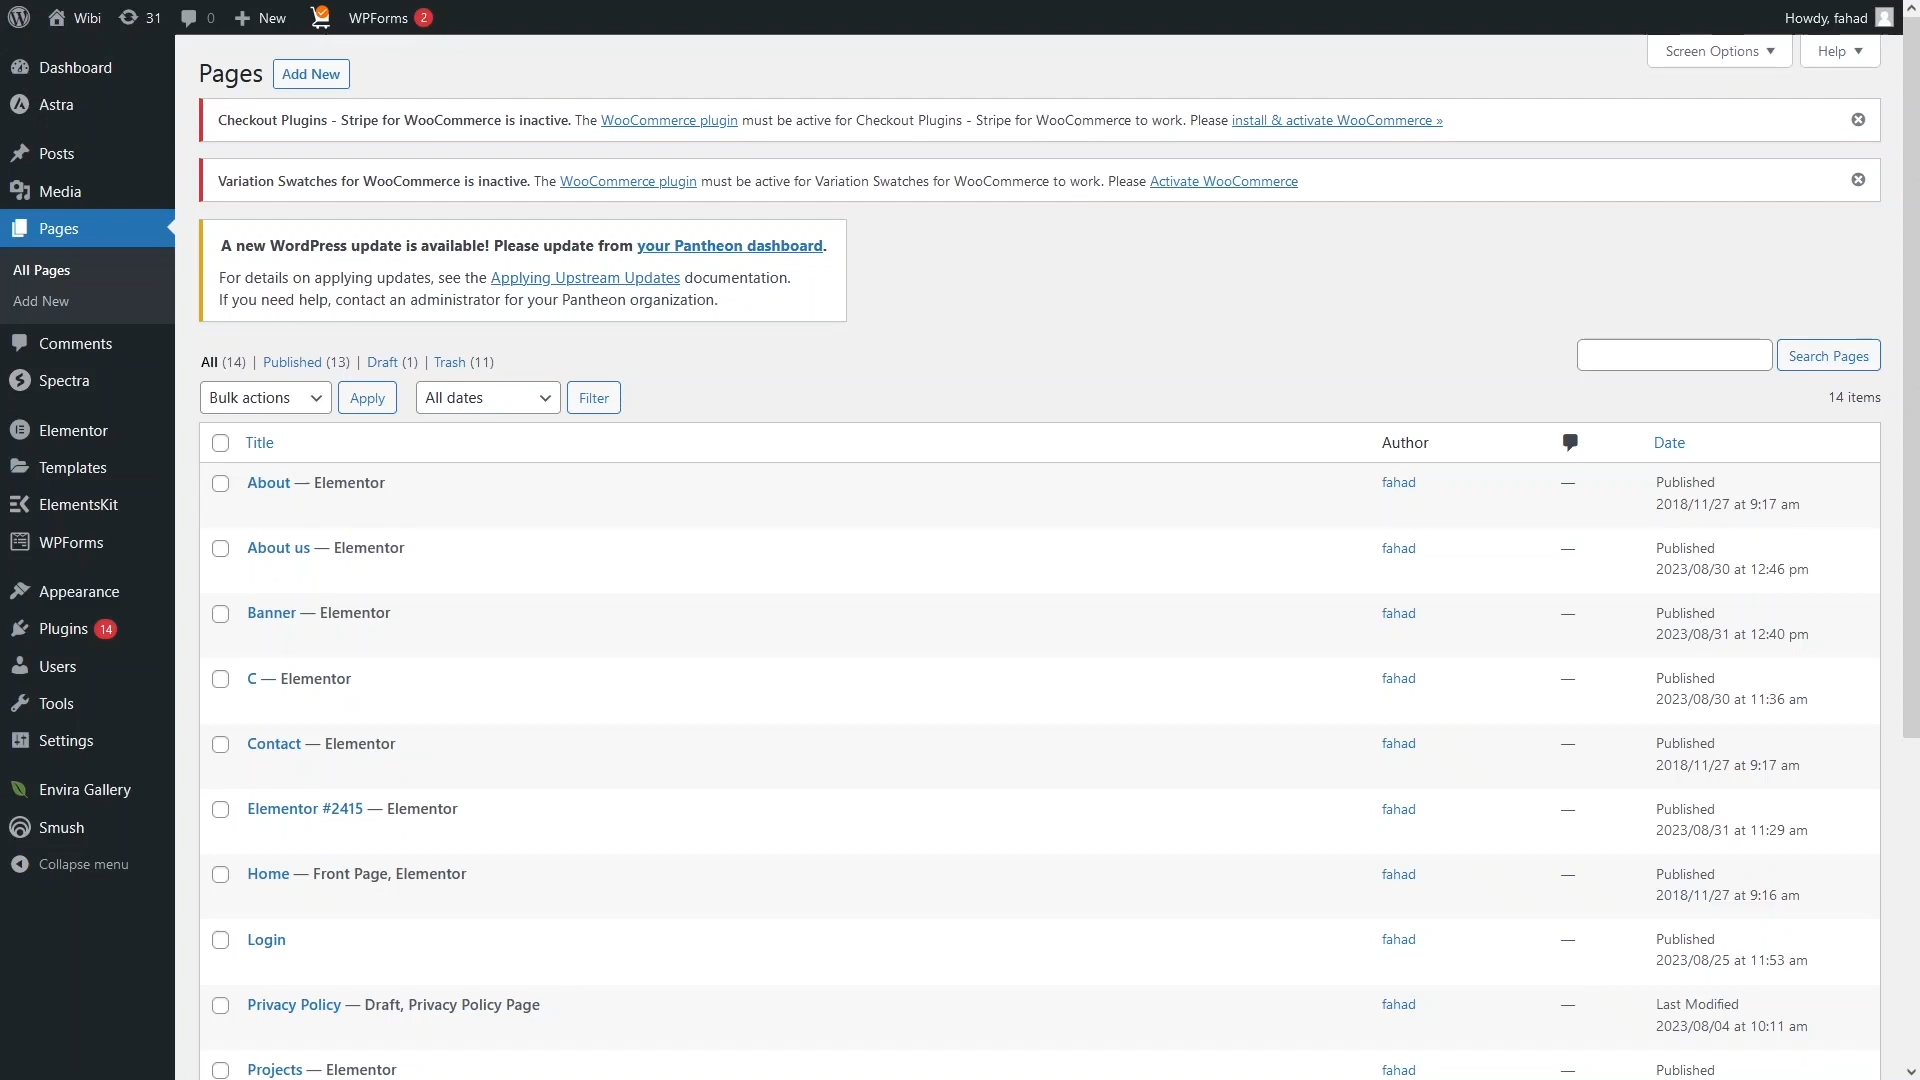 Wibi 31 0 New WPForms 2 Howdy, fahad
Screen Options Help
Dashboard
Astra
Posts
Media
Pages
All Pages
Add New
Comments
Spectra
Elementor
Templates
ElementsKit
WPForms
Appearance
Plugins 14
Users
Tools
Settings
Envira Gallery
Smush
Collapse menu
Pages Add New
Checkout Plugins - Stripe for WooCommerce is inactive. The WooCommerce plugin must be active for Checkout Plugins - Stripe for WooCommerce to work. Please install & activate WooCommerce »
Variation Swatches for WooCommerce is inactive. The WooCommerce plugin must be active for Variation Swatches for WooCommerce to work. Please Activate WooCommerce
A new WordPress update is available! Please update from your Pantheon dashboard.
For details on applying updates, see the Applying Upstream Updates documentation.
If you need help, contact an administrator for your Pantheon organization.
All (14) | Published (13) | Draft (1) | Trash (11)
Search Pages
Bulk actions Apply All dates Filter 14 items
Title Author Date
About — Elementor fahad — Published
2018/11/27 at 9:17 am
About us — Elementor fahad — Published
2023/08/30 at 12:46 pm
Banner — Elementor fahad — Published
2023/08/31 at 12:40 pm
C — Elementor fahad — Published
2023/08/30 at 11:36 am
Contact — Elementor fahad — Published
2018/11/27 at 9:17 am
Elementor #2415 — Elementor fahad — Published
2023/08/31 at 11:29 am
Home — Front Page, Elementor fahad — Published
2018/11/27 at 9:16 am
Login fahad — Published
2023/08/25 at 11:53 am
Privacy Policy — Draft, Privacy Policy Page fahad — Last Modified
2023/08/04 at 10:11 am
Projects — Elementor fahad — Published